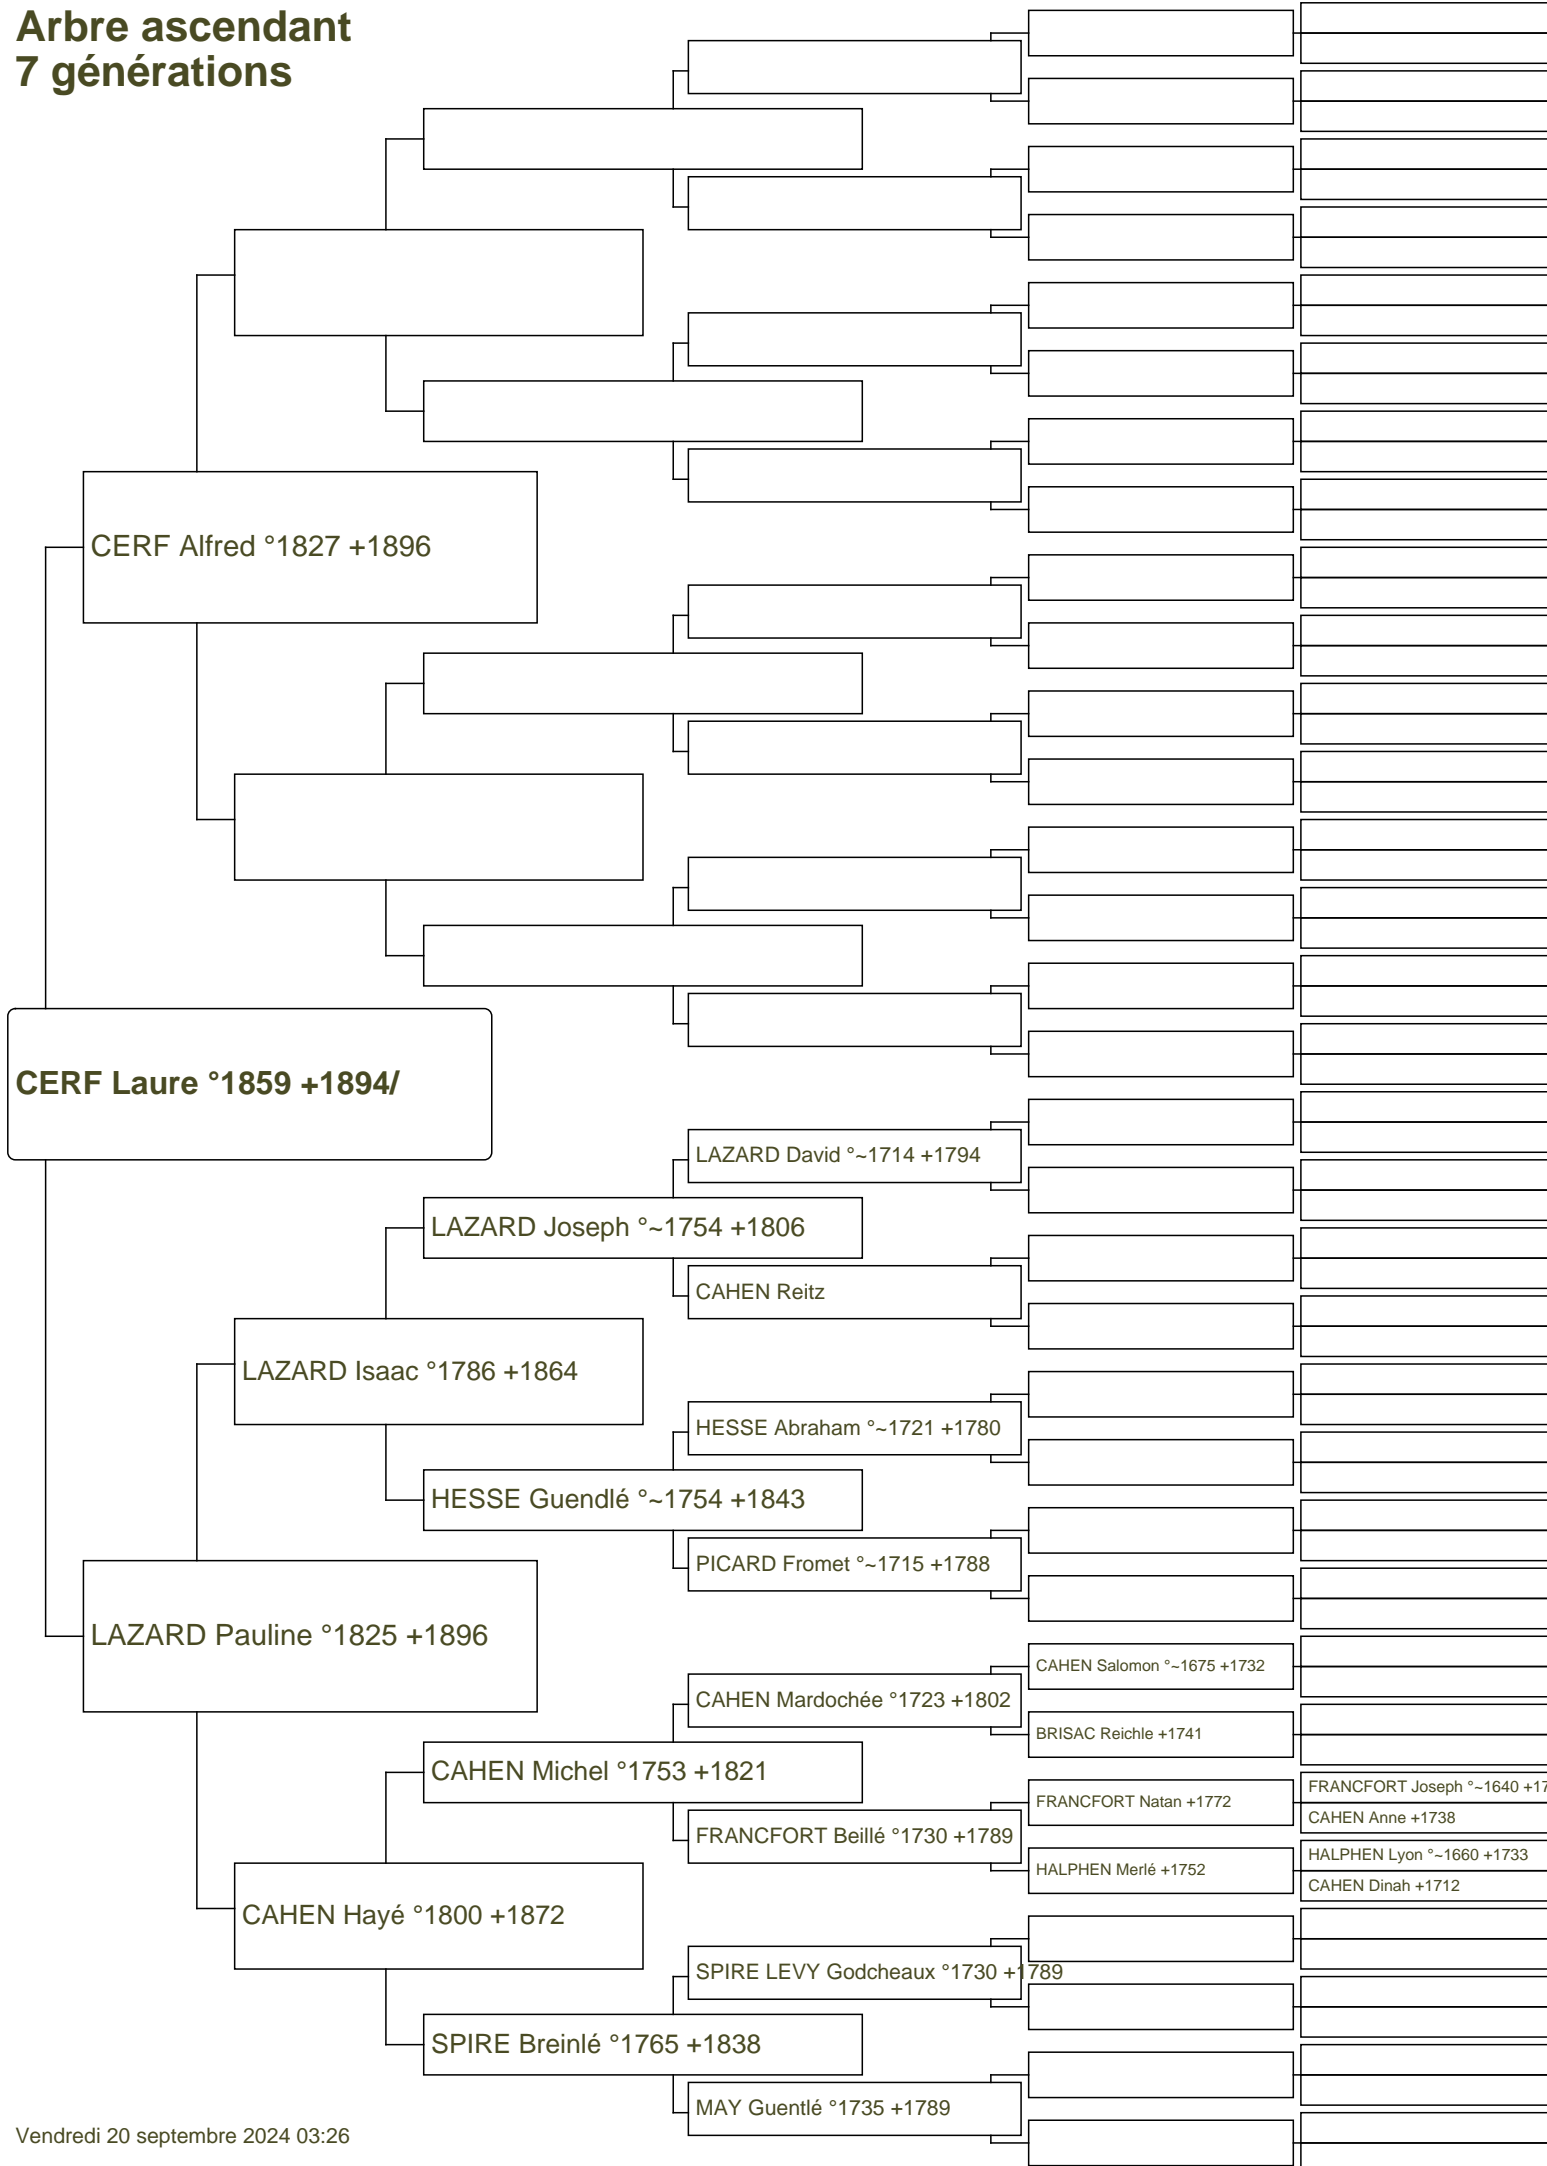 Arbre ascendant
7 générations
CERF Alfred °1827 +1896
CERF Laure °1859 +1894/
LAZARD David °~1714 +1794
LAZARD Joseph °~1754 +1806
CAHEN Reitz
LAZARD Isaac °1786 +1864
HESSE Abraham °~1721 +1780
HESSE Guendlé °~1754 +1843
PICARD Fromet °~1715 +1788
LAZARD Pauline °1825 +1896
CAHEN Salomon °~1675 +1732
CAHEN Mardochée °1723 +1802
BRISAC Reichle +1741
CAHEN Michel °1753 +1821
FRANCFORT Joseph °~1640 +17
FRANCFORT Natan +1772
CAHEN Anne +1738
FRANCFORT Beillé °1730 +1789
HALPHEN Lyon °~1660 +1733
HALPHEN Merlé +1752
CAHEN Dinah +1712
CAHEN Hayé °1800 +1872
SPIRE LEVY Godcheaux °1730 +1789
SPIRE Breinlé °1765 +1838
MAY Guentlé °1735 +1789
Vendredi 20 septembre 2024 03:26